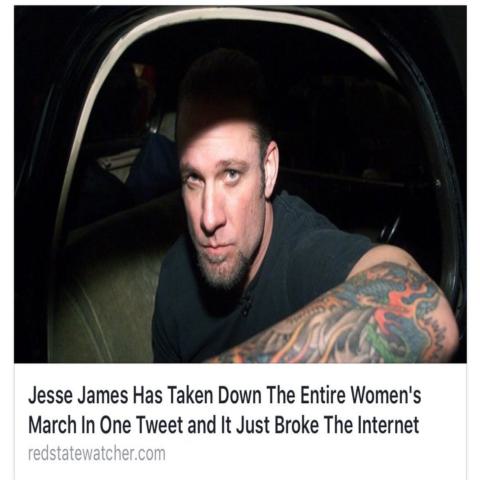 Jesse James Has Taken Down The Entire Women's
March In One Tweet and It Just Broke The Internet
redstatewatcher.com